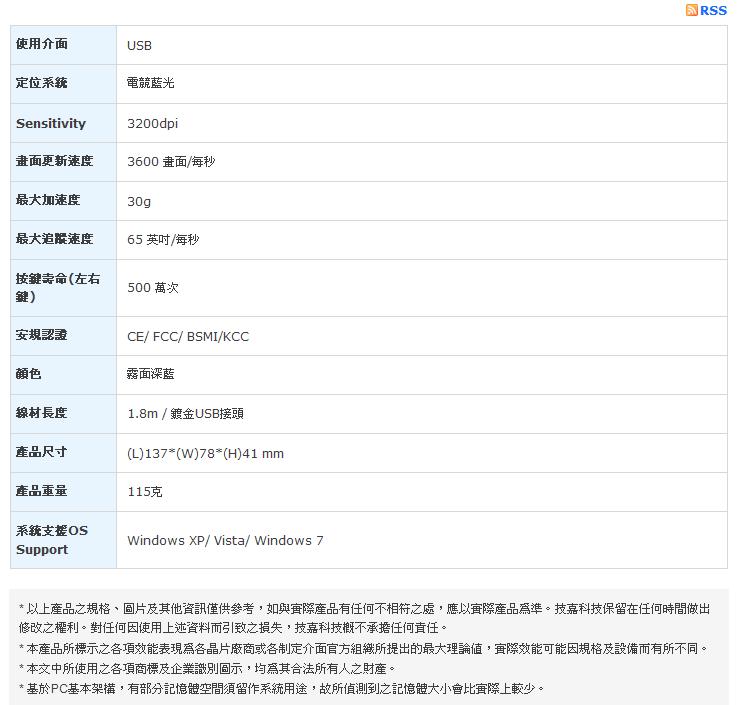 RSS
使用介面
USB
定位系統
電競藍光
Sensitivity
3200dpi
畫面更新速度
3600 畫面/每秒
最大加速度
30g
最大追蹤速度
65 英吋/每秒
按鍵壽命(左右
鍵)
500 萬次
安規認證
CE/ FCC/ BSMI/KCC
顏色
霧面深藍
線材長度
1.8m / 鍍金USB接頭
產品尺寸
(L)137*(W)78*(H)41 mm
產品重量
115克
系統支援OS
Support
Windows XP/ Vista/ Windows 7
* 以上產品之規格、圖片及其他資訊僅供參考，如與實際產品有任何不相符之處，應以實際產品為準。技嘉科技保留在任何時間做出
修改之權利。對任何因使用上述資料而引致之損失，技嘉科技概不承擔任何責任。
* 本產品所標示之各項效能表現為各晶片廠商或各制定介面官方組織所提出的最大理論值，實際效能可能因規格及設備而有所不同。
* 本文中所使用之各項商標及企業識別圖示，均為其合法所有人之財產。
* 基於PC基本架構，有部分記憶體空間須留作系統用途，故所偵測到之記憶體大小會比實際上較少。